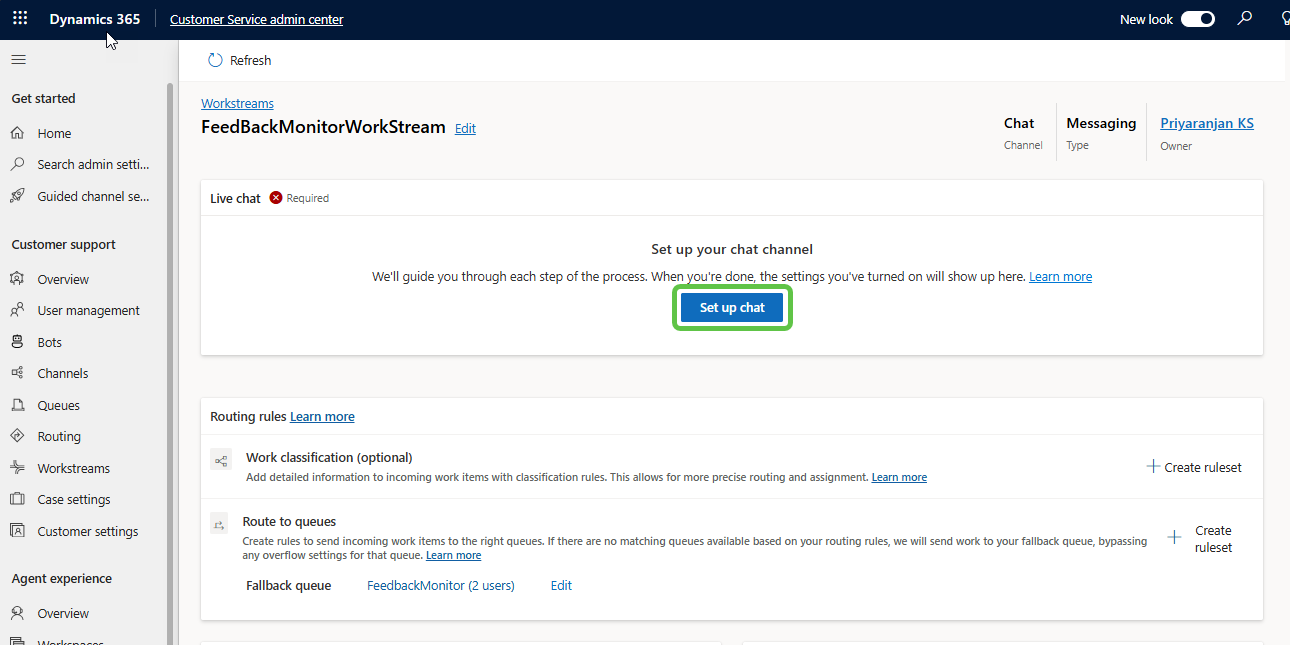 Dynamics 365
Customer Service admin center
New look
Refresh
Get started
Home
Search admin setti...
Guided channel se...
Customer support
Overview
User management
Bots
Channels
Queues
Routing
Workstreams
Case settings
Customer settings
Agent experience
Overview
Workspaces
Workstreams
FeedBackMonitorWorkStream Edit
Chat
Channel
Messaging
Type
Priyaranjan KS
Owner
Live chat Required
Set up your chat channel
We'll guide you through each step of the process. When you're done, the settings you've turned on will show up here. Learn more
Set up chat
Routing rules Learn more
Work classification (optional)
Add detailed information to incoming work items with classification rules. This allows for more precise routing and assignment. Learn more
Create ruleset
Route to queues
Create rules to send incoming work items to the right queues. If there are no matching queues available based on your routing rules, we will send work to your fallback queue, bypassing
any overflow settings for that queue. Learn more
Create
ruleset
Fallback queue FeedbackMonitor (2 users) Edit